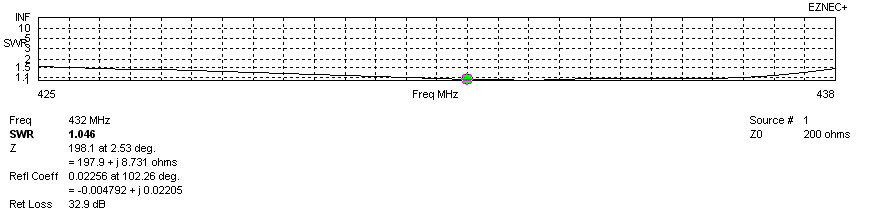 EZNEC+
INF
10
5
SWR
3
2
1.5
1.1
1
425
Freq MHz
438
Freq 432 MHz Source # 1
SWR 1.046 Z0 200 ohms
Z 198.1 at 2.53 deg.
= 197.9 + j 8.731 ohms
Refl Coeff 0.02256 at 102.26 deg.
= -0.004792 + j 0.02205
Ret Loss 32.9 dB